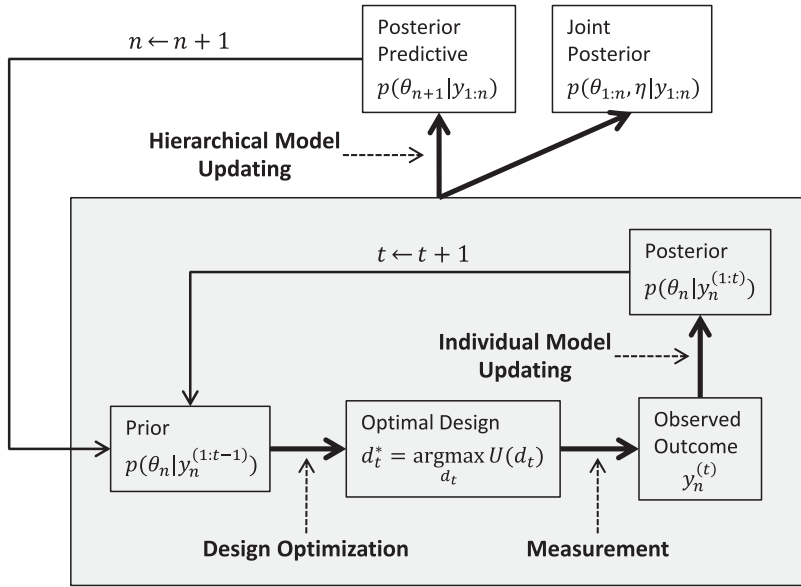 n ← n + 1
Posterior
Predictive
p(θ_{n+1}|y_{1:n})
Joint
Posterior
p(θ_{1:n}, η|y_{1:n})
Hierarchical Model
Updating
t ← t + 1
Posterior
p(θ_n|y_n^{(1:t)})
Individual Model
Updating
Prior
p(θ_n|y_n^{(1:t−1)})
Optimal Design
d_t^* = argmax U(d_t)
d_t
Observed
Outcome
y_n^{(t)}
Design Optimization
Measurement